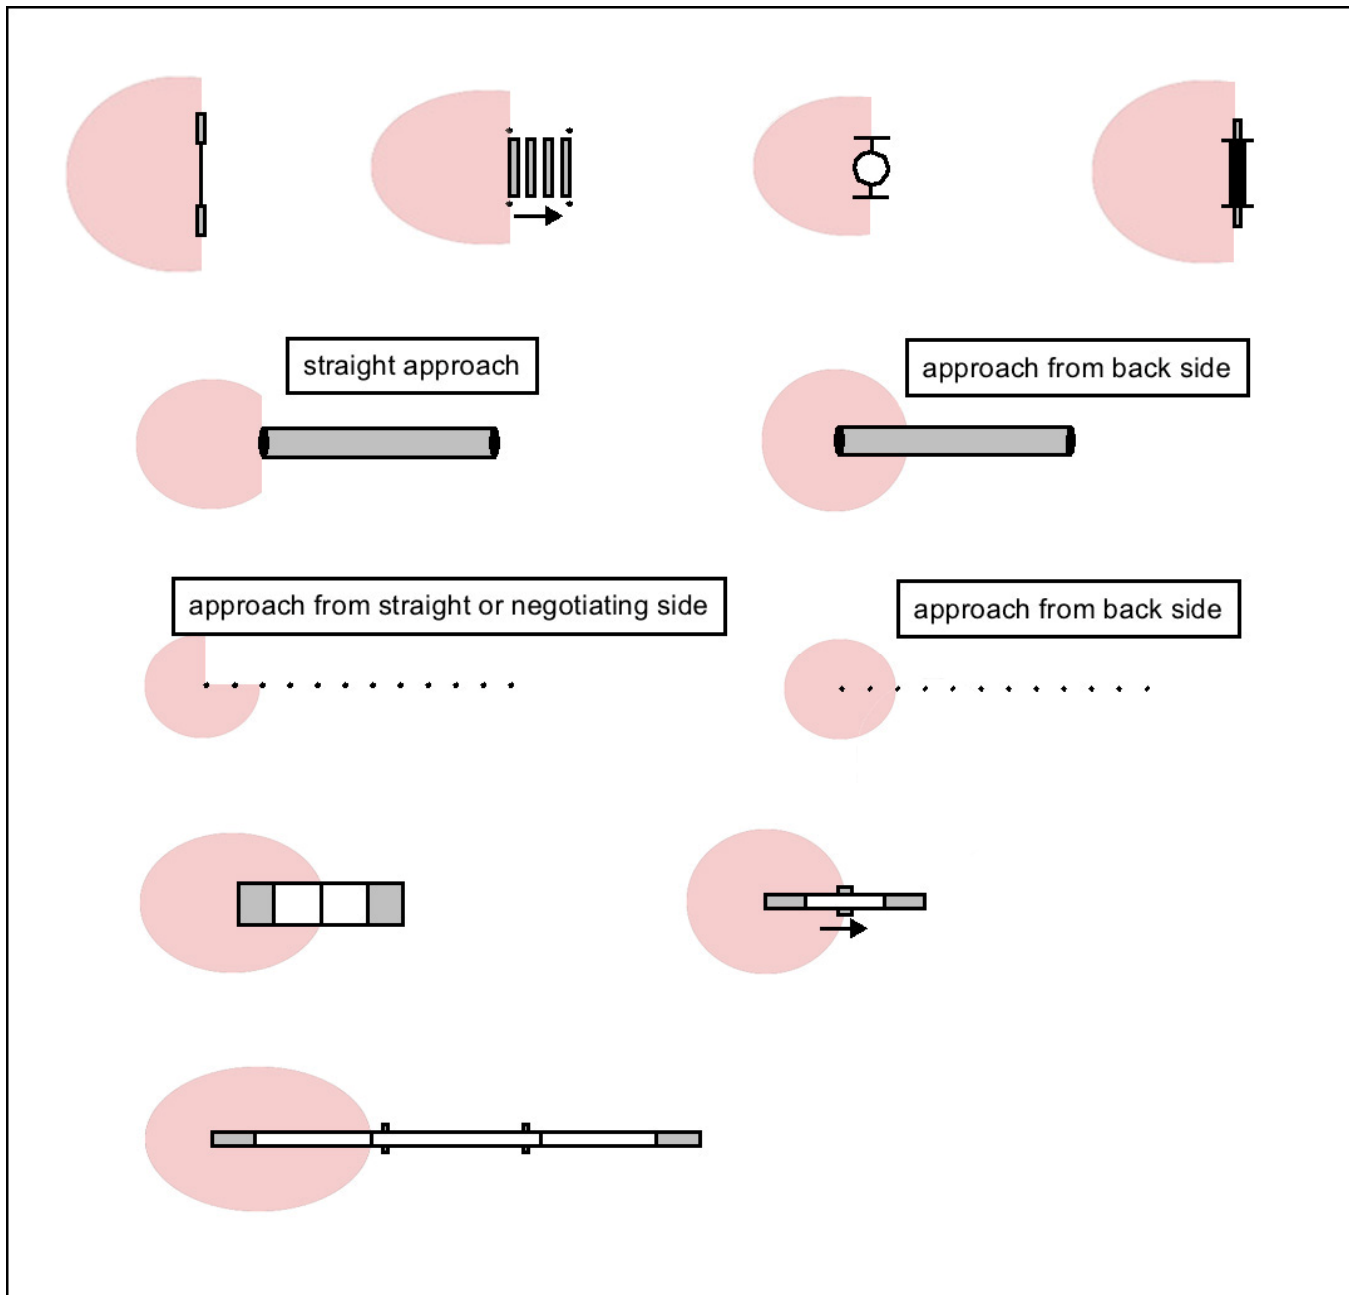 straight approach
approach from back side
approach from straight or negotiating side
approach from back side